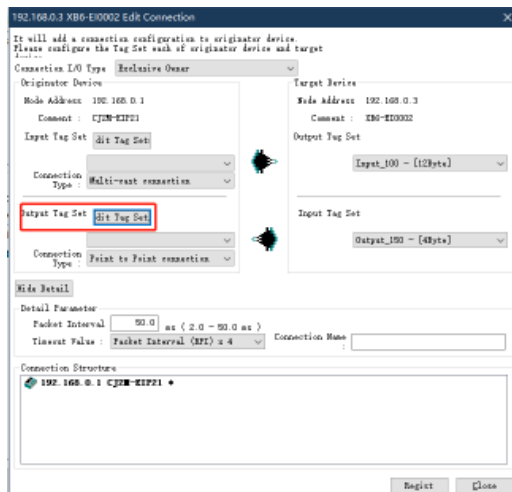 192.168.0.3 XB6-EI0002 Edit Connection
It will add a connection configuration to originator device.
Please configure the Tag Set each of originator device and target
Connection I/O Type Exclusive Owner
Originator Device
Node Address 192.168.0.1
Comment : CJ2M-EIP21
Input Tag Set dit Tag Set
Connection Type : Multi-cast connection
Output Tag Set dit Tag Set
Connection Type : Point to Point connection
Target Device
Node Address 192.168.0.3
Comment : XB6-EI0002
Output Tag Set
Input_100 - [12Byte]
Input Tag Set
Output_150 - [4Byte]
Hide Detail
Detail Parameter
Packet Interval 50.0 ms ( 2.0 - 50.0 ms )
Timeout Value : Packet Interval (RPI) x 4
Connection Name :
Connection Structure
192.168.0.1 CJ2M-EIP21 *
Regist Close